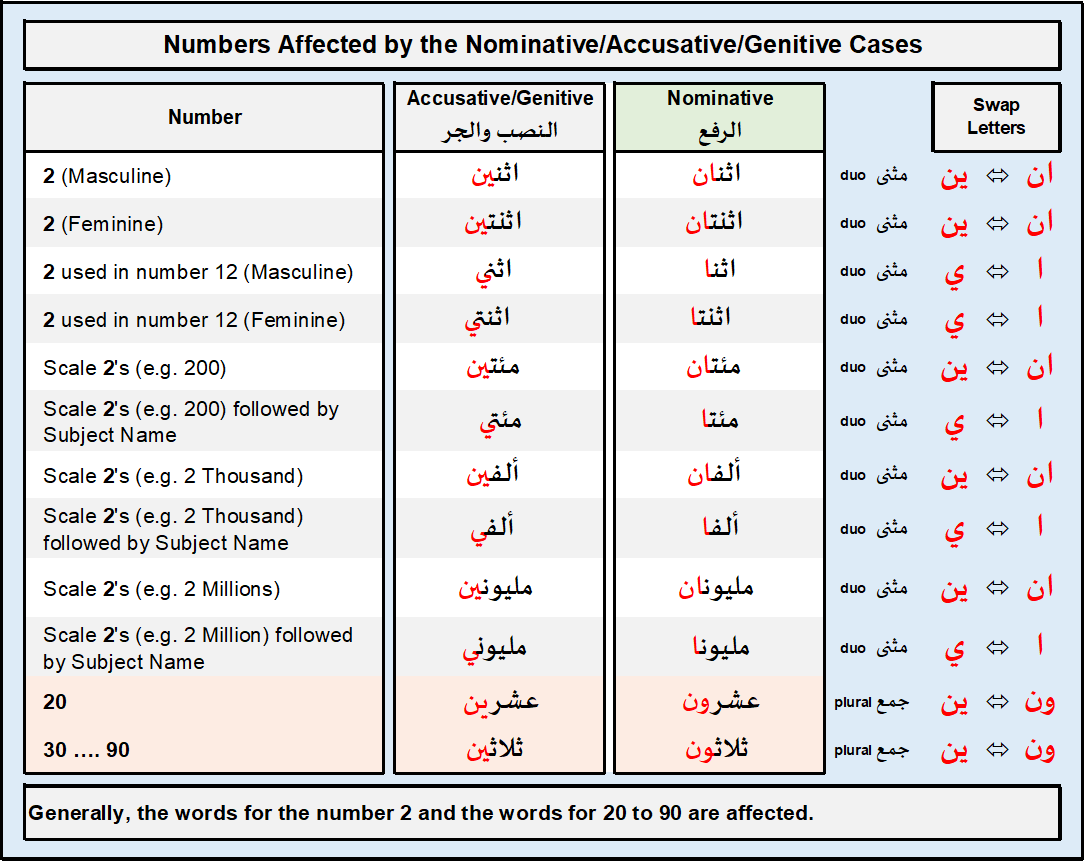 Numbers Affected by the Nominative/Accusative/Genitive Cases
Number
Accusative/Genitive
النصب والجر
Nominative
الرفع
Swap
Letters
2 (Masculine) اثنين اثنان duo مثنى ين ⬄ ان
2 (Feminine) اثنتين اثنتان duo مثنى ين ⬄ ان
2 used in number 12 (Masculine) اثني اثنا duo مثنى ي ⬄ ا
2 used in number 12 (Feminine) اثنتي اثنتا duo مثنى ي ⬄ ا
Scale 2's (e.g. 200) مئتين مئتان duo مثنى ين ⬄ ان
Scale 2's (e.g. 200) followed by
Subject Name مئتي مئتا duo مثنى ي ⬄ ا
Scale 2's (e.g. 2 Thousand) ألفين ألفان duo مثنى ين ⬄ ان
Scale 2's (e.g. 2 Thousand)
followed by Subject Name ألفي ألفا duo مثنى ي ⬄ ا
Scale 2's (e.g. 2 Millions) مليونين مليونان duo مثنى ين ⬄ ان
Scale 2's (e.g. 2 Million) followed
by Subject Name مليوني مليونا duo مثنى ي ⬄ ا
20 عشرين عشرون plural جمع ين ⬄ ون
30 .... 90 ثلاثين ثلاثون plural جمع ين ⬄ ون
Generally, the words for the number 2 and the words for 20 to 90 are affected.